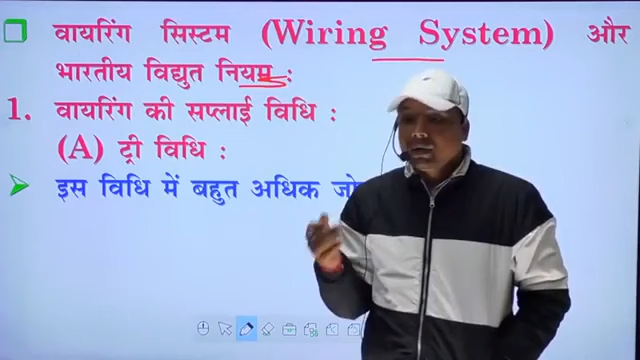 वायरिंग सिस्टम (Wiring System) और
भारतीय विद्युत नियम :
1. वायरिंग की सप्लाई विधि :
(A) ट्री विधि :
इस विधि में बहुत अधिक